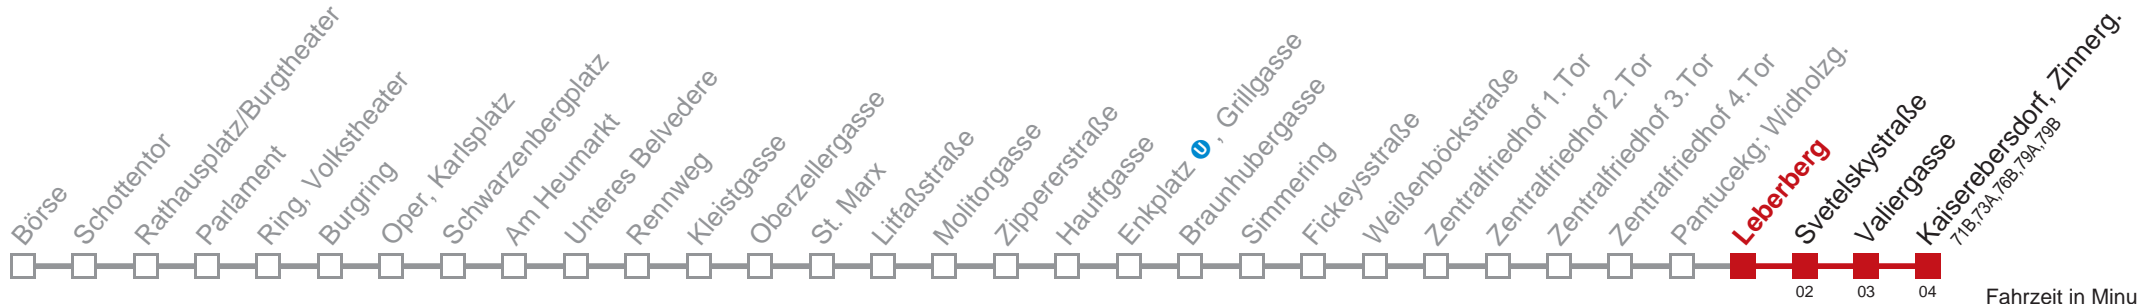 Börse
Schottentor
Rathausplatz/Burgtheater
Parlament
Ring, Volkstheater
Burgring
Oper, Karlsplatz
Schwarzenbergplatz
Am Heumarkt
Unteres Belvedere
Rennweg
Kleistgasse
Oberzellergasse
St. Marx
Litfaßstraße
Molitorgasse
Zippererstraße
Hauffgasse
Enkplatz U , Grillgasse
Braunhubergasse
Simmering
Fickeysstraße
Weißenböckstraße
Zentralfriedhof 1.Tor
Zentralfriedhof 2.Tor
Zentralfriedhof 3.Tor
Zentralfriedhof 4.Tor
Pantucekg; Widholzg.
Leberberg
Svetelskystraße
Valiergasse
Kaiserebersdorf, Zinnerg.
71B,73A,76B,79A,79B
02 03 04
Fahrzeit in Minu